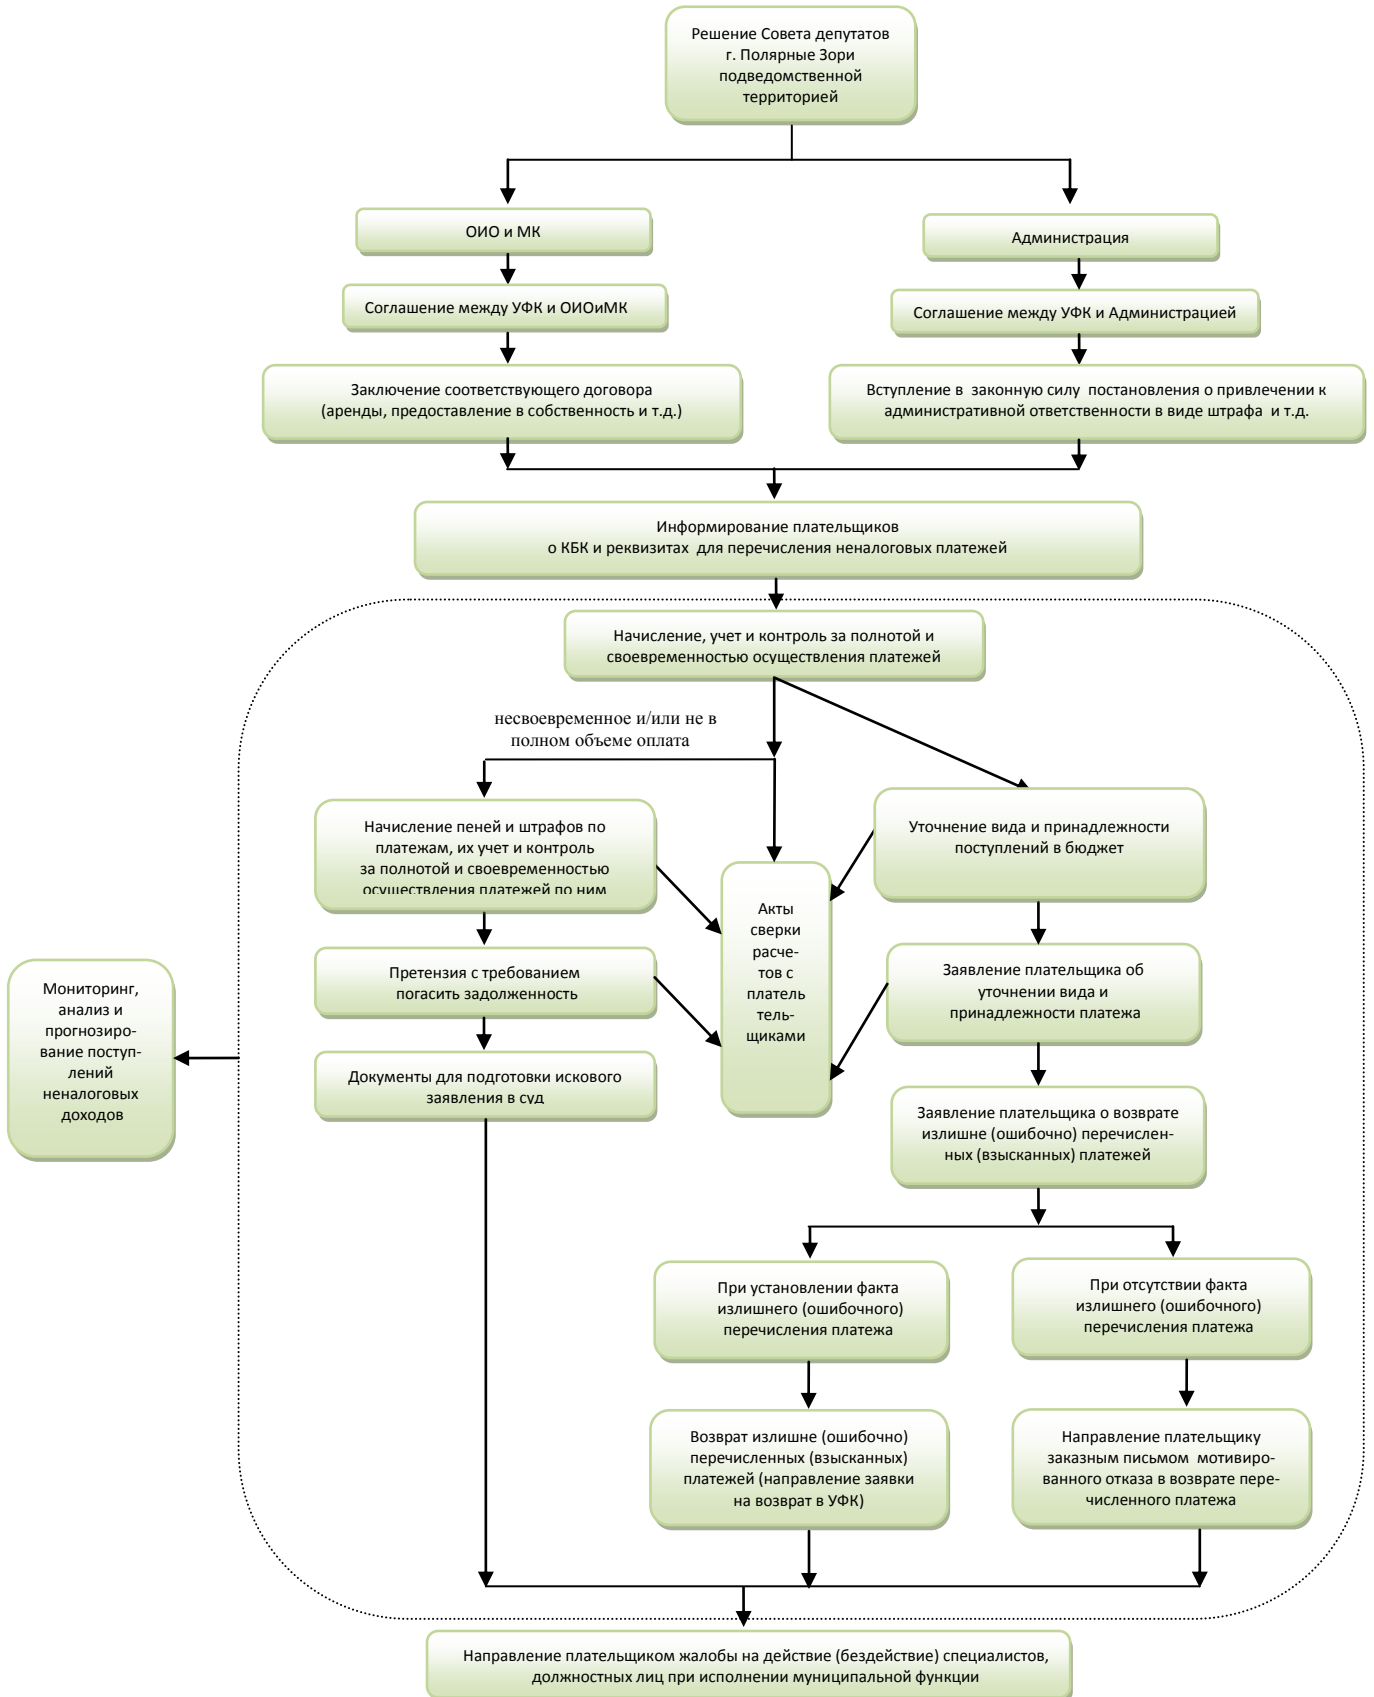 Решение Совета депутатов
г. Полярные Зори
подведомственной
территорией
ОИО и МК
Администрация
Соглашение между УФК и ОИОиМК
Соглашение между УФК и Администрацией
Заключение соответствующего договора
(аренды, предоставление в собственность и т.д.)
Вступление в законную силу постановления о привлечении к
административной ответственности в виде штрафа и т.д.
Информирование плательщиков
о КБК и реквизитах для перечисления неналоговых платежей
Начисление, учет и контроль за полнотой и
своевременностью осуществления платежей
несвоевременное и/или не в
полном объеме оплата
Начисление пеней и штрафов по
платежам, их учет и контроль
за полнотой и своевременностью
осуществления платежей по ним
Уточнение вида и принадлежности
поступлений в бюджет
Акты
сверки
расче-
тов с
платель
тель-
щиками
Претензия с требованием
погасить задолженность
Заявление плательщика об
уточнении вида и
принадлежности платежа
Мониторинг,
анализ и
прогнозиро-
вание поступ-
лений
неналоговых
доходов
Документы для подготовки искового
заявления в суд
Заявление плательщика о возврате
излишне (ошибочно) перечислен-
ных (взысканных) платежей
При установлении факта
излишнего (ошибочного)
перечисления платежа
При отсутствии факта
излишнего (ошибочного)
перечисления платежа
Возврат излишне (ошибочно)
перечисленных (взысканных)
платежей (направление заявки
на возврат в УФК)
Направление плательщику
заказным письмом мотивиро-
ванного отказа в возврате пере-
численного платежа
Направление плательщиком жалобы на действие (бездействие) специалистов,
должностных лиц при исполнении муниципальной функции